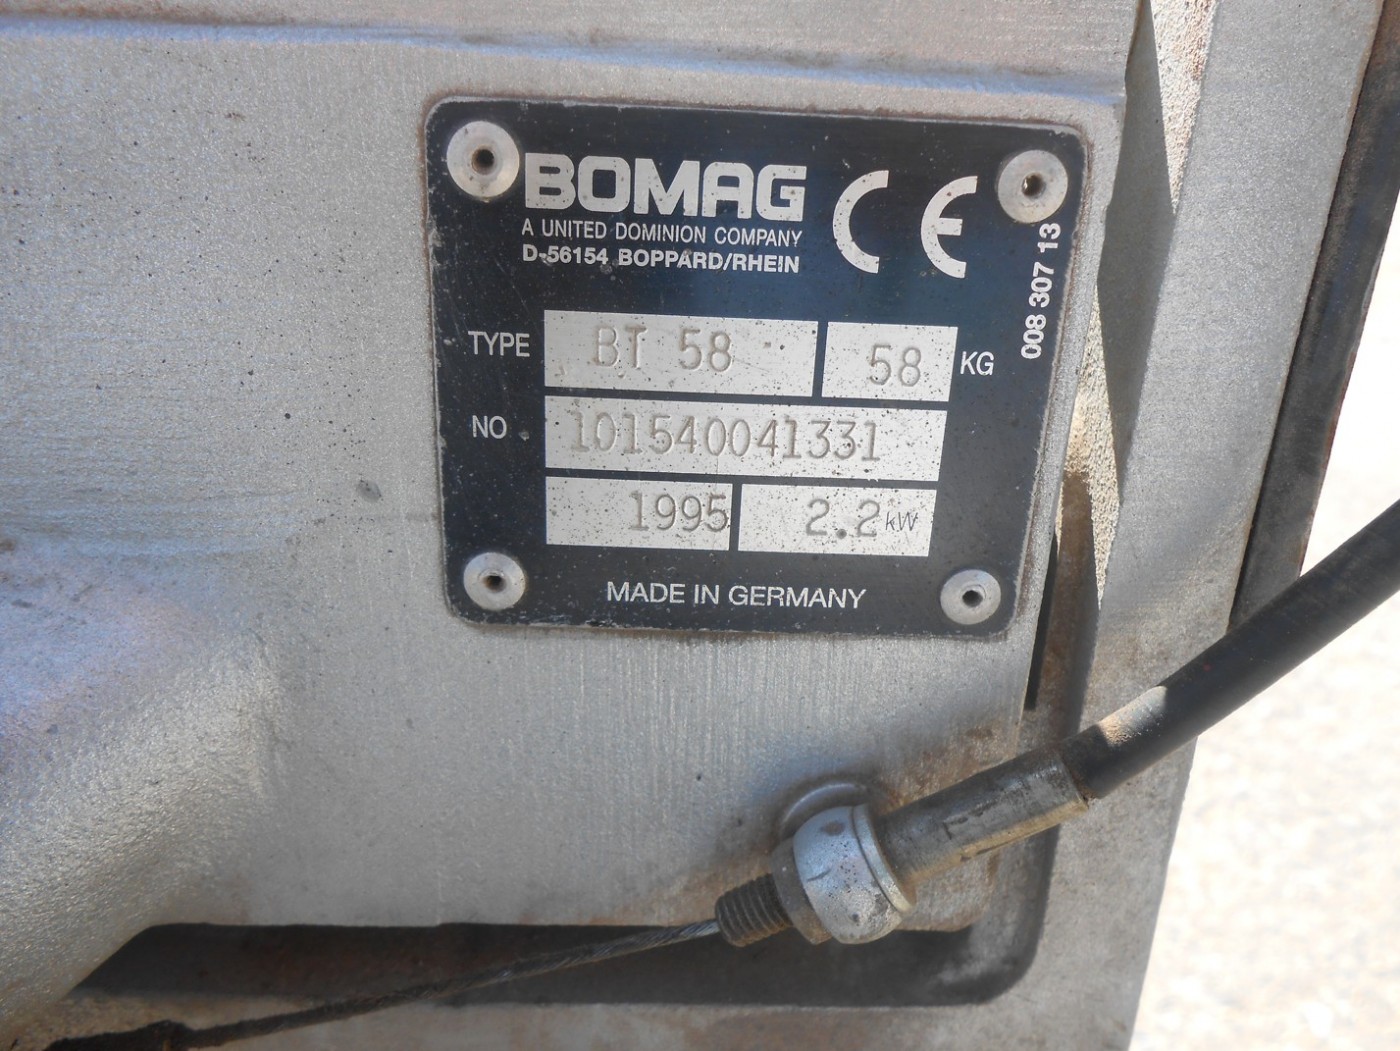 BOMAG CE
A UNITED DOMINION COMPANY
D-56154 BOPPARD/RHEIN
008 307 13
TYPE BT 58 58 KG
NO 101540041331
1995 2.2 kW
MADE IN GERMANY